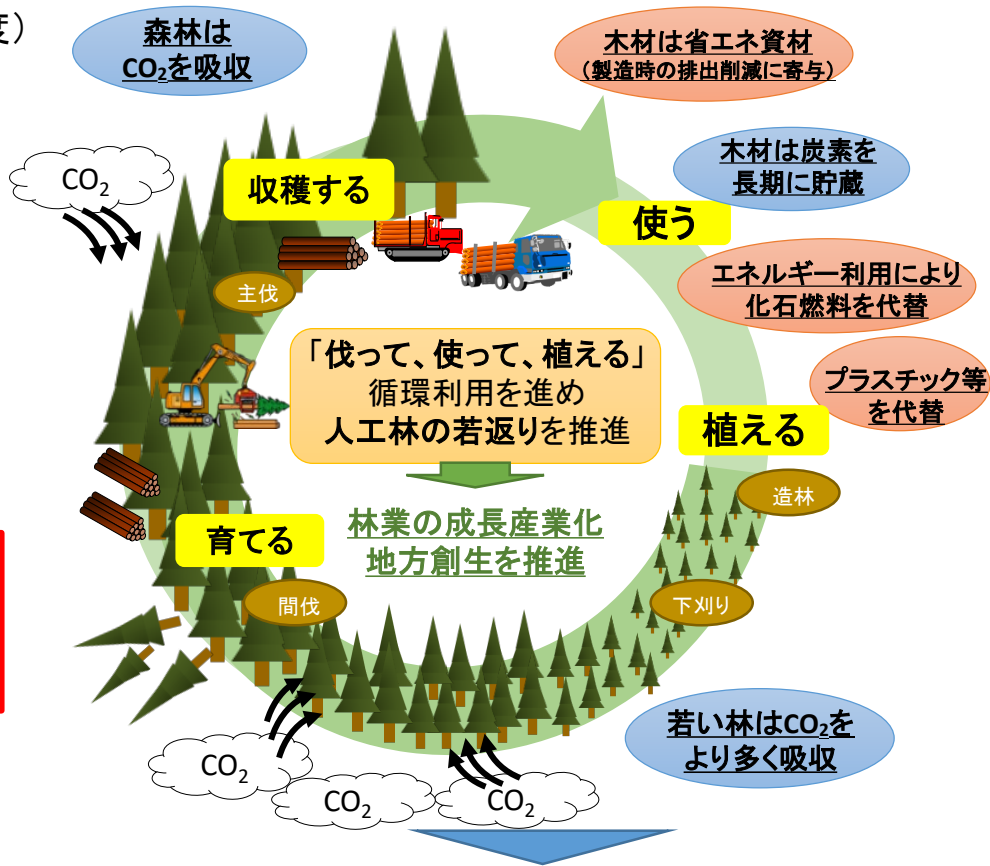 度）
森林は
CO₂を吸収
木材は省エネ資材
（製造時の排出削減に寄与）
CO₂
収穫する
木材は炭素を
長期に貯蔵
使う
主伐
エネルギー利用により
化石燃料を代替
「伐って、使って、植える」
循環利用を進め
人工林の若返りを推進
プラスチック等
を代替
植える
造林
林業の成長産業化
地方創生を推進
育てる
間伐
下刈り
若い林はCO₂を
より多く吸収
CO₂
CO₂
CO₂